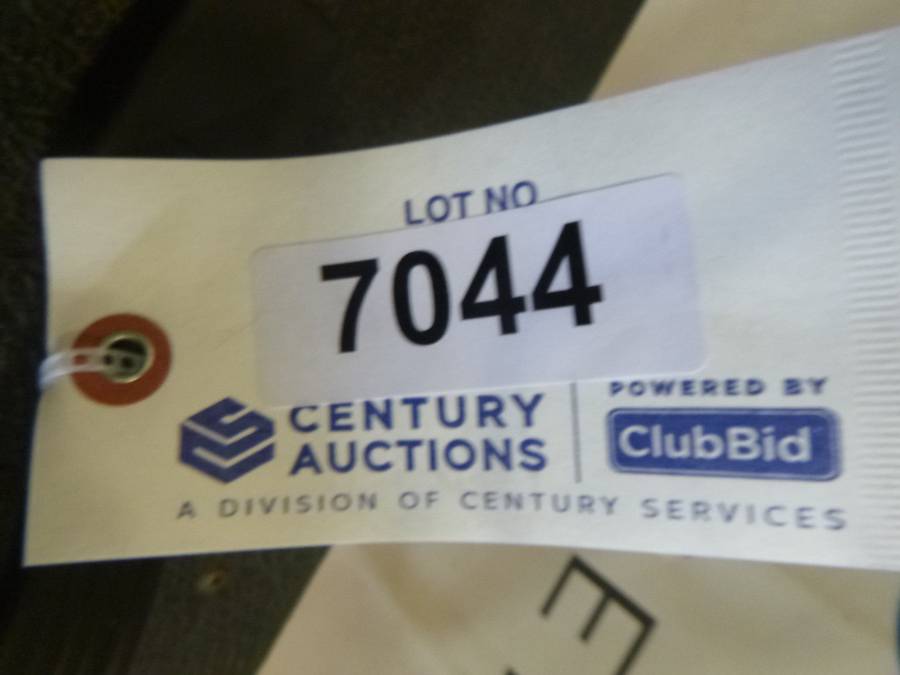 LOT NO
7044
CENTURY
AUCTIONS
POWERED BY
ClubBid
A DIVISION OF CENTURY SERVICES